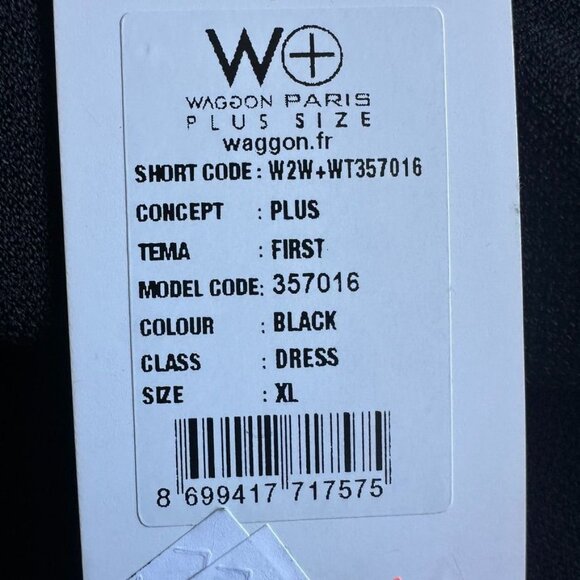 W+
WAGGON PARIS
PLUS SIZE
waggon.fr
SHORT CODE : W2W+WT357016
CONCEPT : PLUS
TEMA : FIRST
MODEL CODE: 357016
COLOUR : BLACK
CLASS : DRESS
SIZE : XL
8 699417 717575